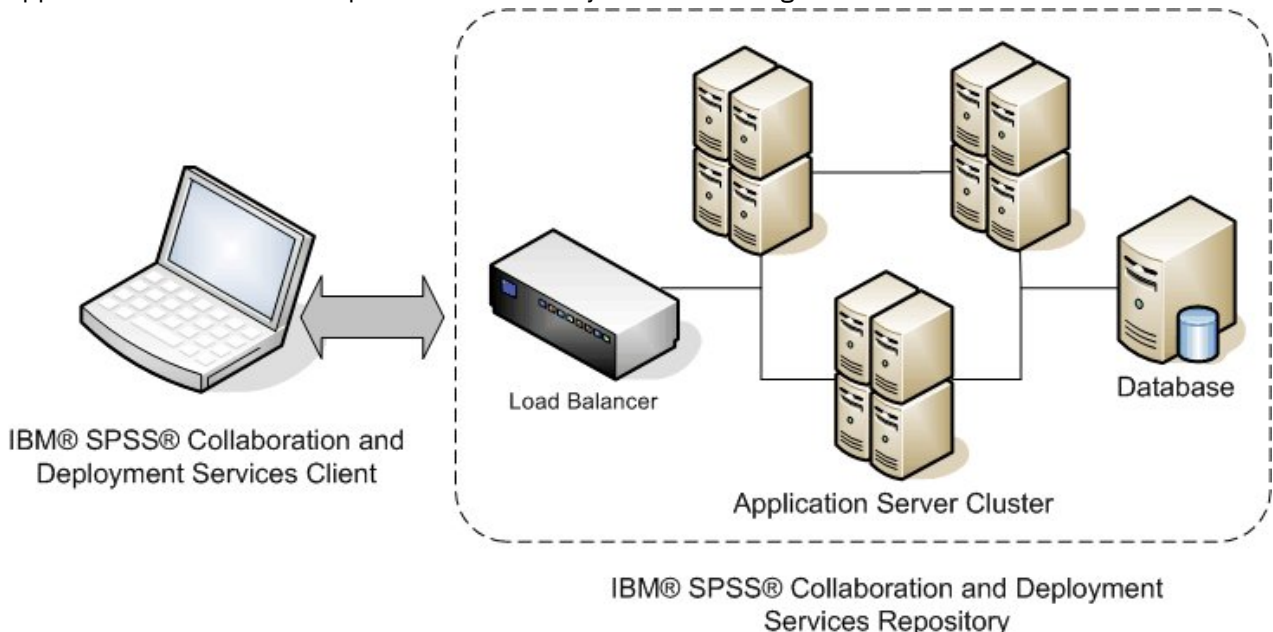 Load Balancer
Database
IBM® SPSS® Collaboration and
Deployment Services Client
Application Server Cluster
IBM® SPSS® Collaboration and Deployment
Services Repository